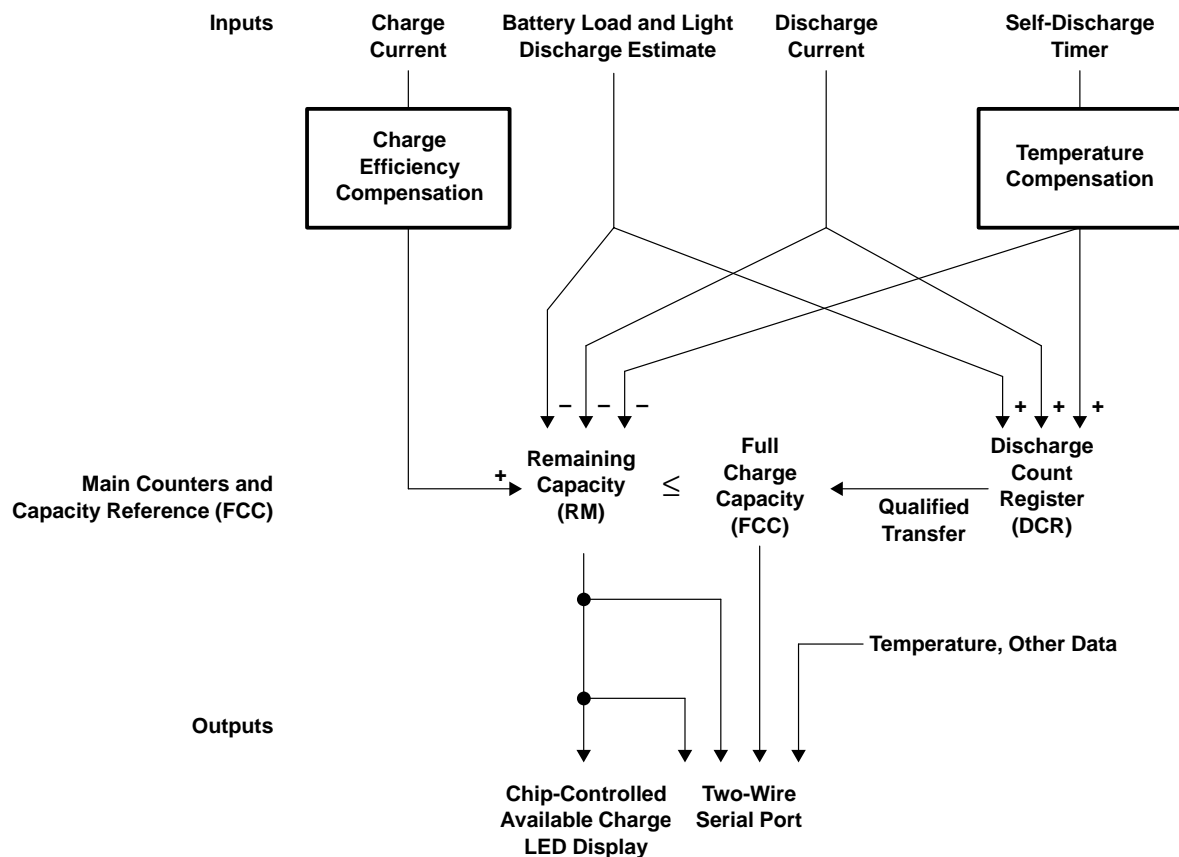 Inputs
Charge
Current
Battery Load and Light
Discharge Estimate
Discharge
Current
Self-Discharge
Timer
Charge
Efficiency
Compensation
Temperature
Compensation
– – –
+ + +
Main Counters and
Capacity Reference (FCC)
+
Remaining
Capacity
(RM)
≤
Full
Charge
Capacity
(FCC)
Qualified
Transfer
Discharge
Count
Register
(DCR)
Temperature, Other Data
Outputs
Chip-Controlled
Available Charge
LED Display
Two-Wire
Serial Port